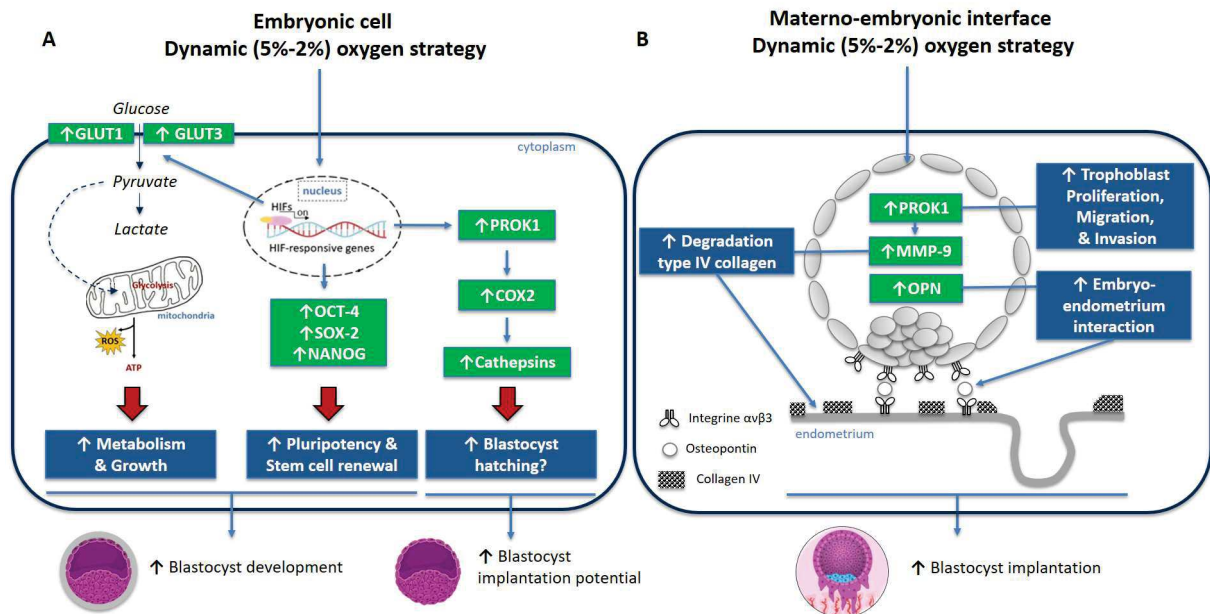 A
Embryonic cell
Dynamic (5%-2%) oxygen strategy
Glucose
↑GLUT1
↑ GLUT3
cytoplasm
Pyruvate
Lactate
nucleus
HIFs
on
HIF-responsive genes
↑PROK1
↑COX2
↑Cathepsins
Glycolysis
mitochondria
ROS
ATP
↑OCT-4
↑SOX-2
↑NANOG
↑ Metabolism
& Growth
↑ Pluripotency &
Stem cell renewal
↑ Blastocyst
hatching?
↑ Blastocyst development
↑ Blastocyst
implantation potential
B
Materno-embryonic interface
Dynamic (5%-2%) oxygen strategy
↑PROK1
↑MMP-9
↑OPN
↑ Trophoblast
Proliferation,
Migration,
& Invasion
↑ Degradation
type IV collagen
↑ Embryo-
endometrium
interaction
Integrine αvβ3
Osteopontin
Collagen IV
endometrium
↑ Blastocyst implantation